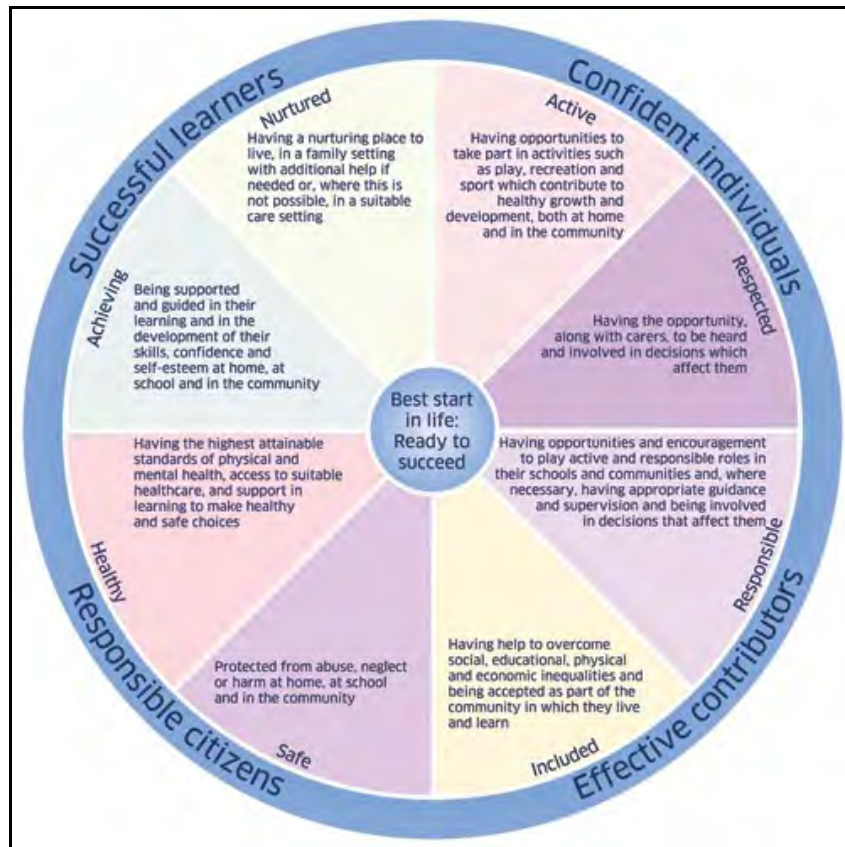 Successful learners
Confident individuals
Nurtured
Having a nurturing place to
live, in a family setting
with additional help if
needed or, where this is
not possible, in a suitable
care setting
Active
Having opportunities to
take part in activities such
as play, recreation and
sport which contribute to
healthy growth and
development, both at home
and in the community
Achieving
Being supported
and guided in their
learning and in the
development of their
skills, confidence and
self-esteem at home, at
school and in the community
Respected
Having the opportunity,
along with carers, to be heard
and involved in decisions which
affect them
Best start
in life:
Ready to
succeed
Having the highest attainable
standards of physical and
mental health, access to suitable
healthcare, and support in
learning to make healthy
and safe choices
Healthy
Having opportunities and encouragement
to play active and responsible roles in
their schools and communities and, where
necessary, having appropriate guidance
and supervision and being involved
in decisions that affect them
Responsible
Protected from abuse, neglect
or harm at home, at school
and in the community
Safe
Having help to overcome
social, educational, physical
and economic inequalities and
being accepted as part of the
community in which they live
and learn
Included
Responsible citizens
Effective contributors